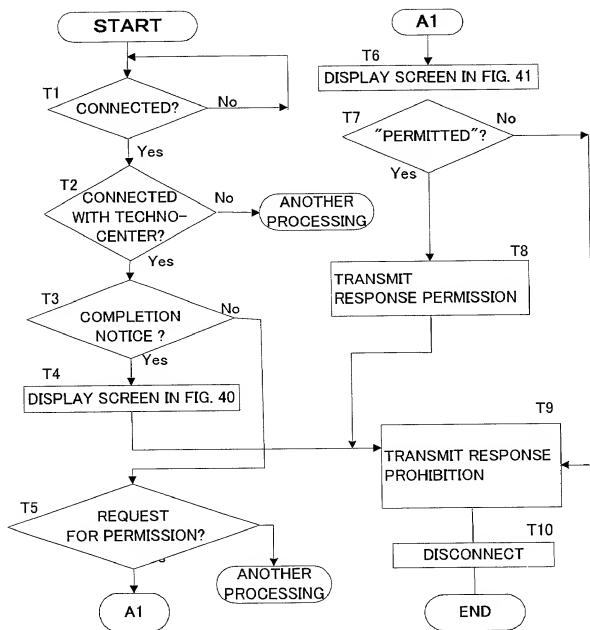 START
T1
CONNECTED?
No
Yes
T2
CONNECTED
WITH TECHNO-
CENTER?
No
ANOTHER
PROCESSING
Yes
T3
COMPLETION
NOTICE ?
No
Yes
T4
DISPLAY SCREEN IN FIG. 40
T5
REQUEST
FOR PERMISSION?
ANOTHER
PROCESSING
A1
A1
T6
DISPLAY SCREEN IN FIG. 41
T7
"PERMITTED"?
No
Yes
T8
TRANSMIT
RESPONSE PERMISSION
T9
TRANSMIT RESPONSE
PROHIBITION
T10
DISCONNECT
END